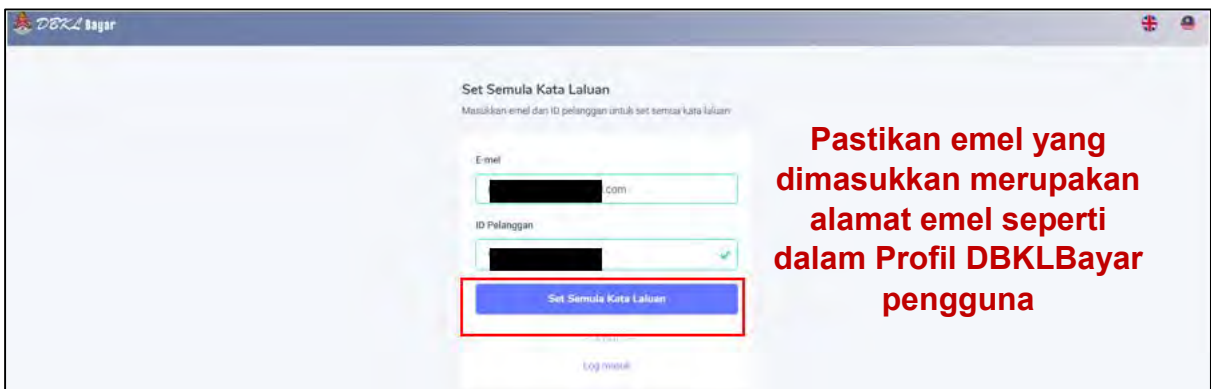 DBKL Bayar
Set Semula Kata Laluan
Masukkan emel dan ID pelanggan untuk set semula kata laluan
E-mel
.com
ID Pelanggan
Set Semula Kata Laluan
Log masuk
Pastikan emel yang
dimasukkan merupakan
alamat emel seperti
dalam Profil DBKLBayar
pengguna